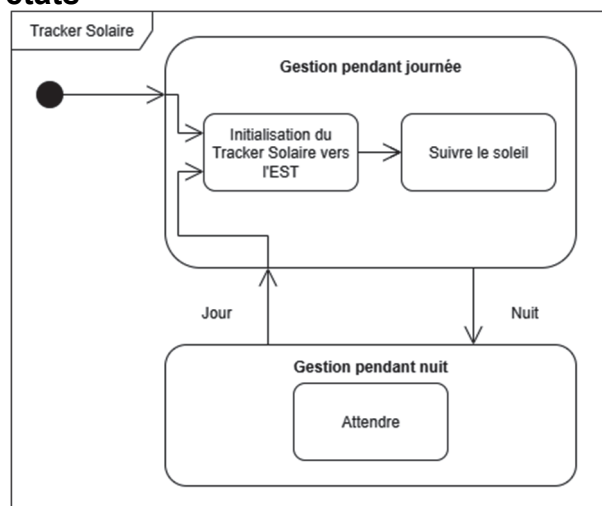 états
Tracker Solaire
Gestion pendant journée
Initialisation du
Tracker Solaire vers
l'EST
Suivre le soleil
Jour
Nuit
Gestion pendant nuit
Attendre